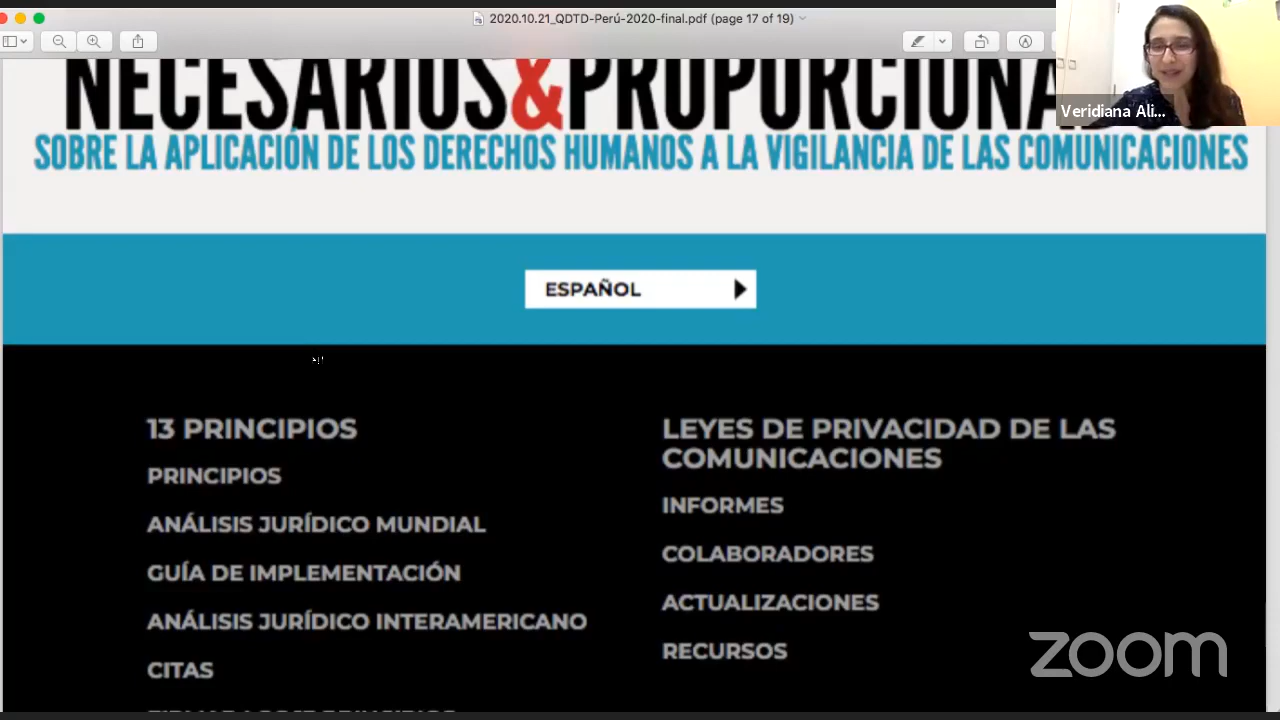 2020.10.21_QDTD-Perú-2020-final.pdf (page 17 of 19)
Veridiana Ali...
NECESARIOS&PROPORCIONA
SOBRE LA APLICACIÓN DE LOS DERECHOS HUMANOS A LA VIGILANCIA DE LAS COMUNICACIONES
ESPAÑOL
13 PRINCIPIOS
PRINCIPIOS
ANÁLISIS JURÍDICO MUNDIAL
GUÍA DE IMPLEMENTACIÓN
ANÁLISIS JURÍDICO INTERAMERICANO
CITAS
LEYES DE PRIVACIDAD DE LAS
COMUNICACIONES
INFORMES
COLABORADORES
ACTUALIZACIONES
RECURSOS
zoom